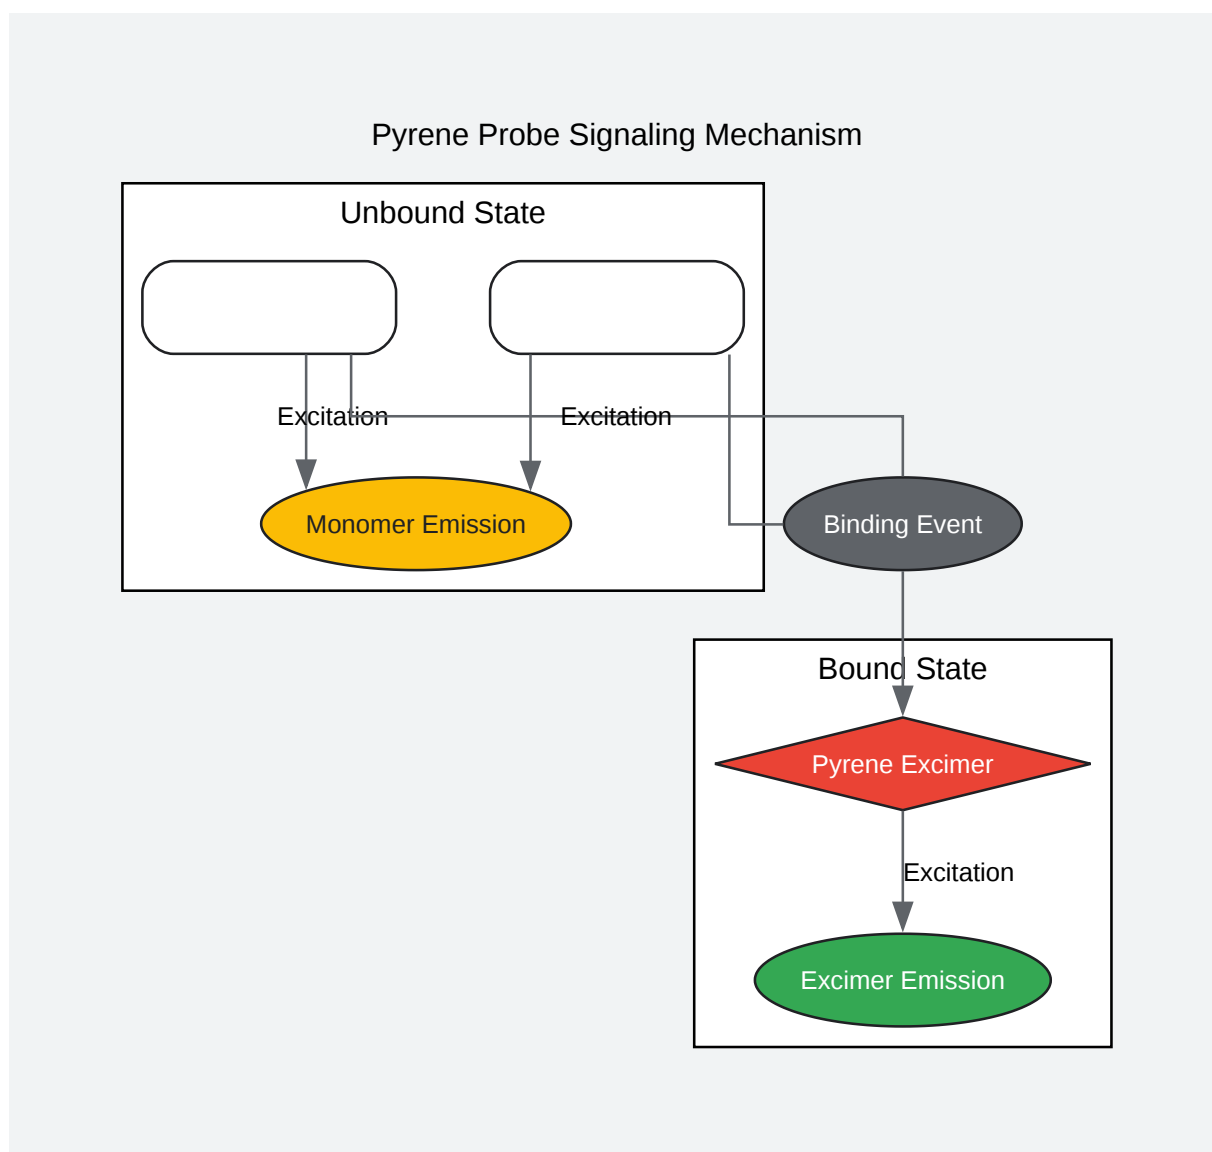 Pyrene Probe Signaling Mechanism
Unbound State
Excitation
Excitation
Monomer Emission
Binding Event
Bound State
Pyrene Excimer
Excitation
Excimer Emission